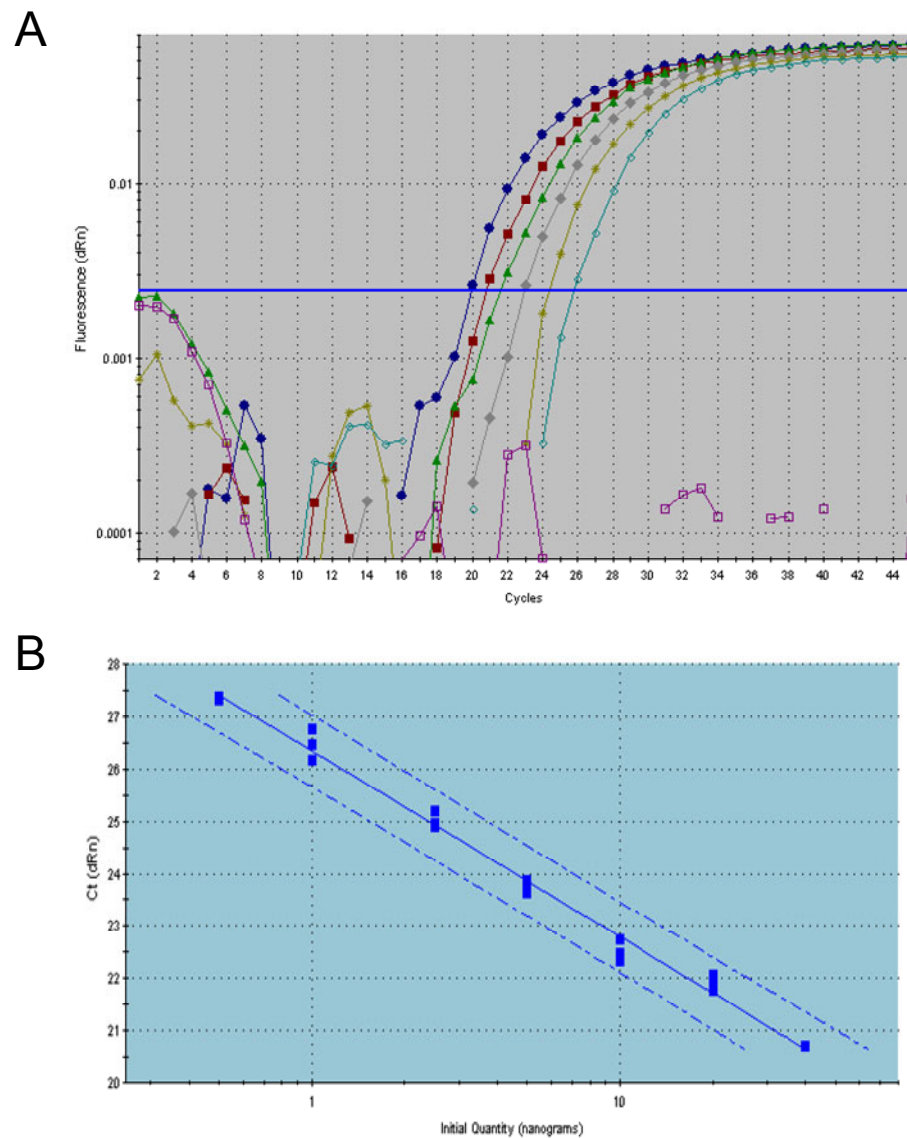 A
Fluorescence (dRn)
0.01
0.001
0.0001
2 4 6 8 10 12 14 16 18 20 22 24 26 28 30 32 34 36 38 40 42 44
Cycles
B
Ct (dRn)
28
27
26
25
24
23
22
21
20
1 10
Initial Quantity (nanograms)